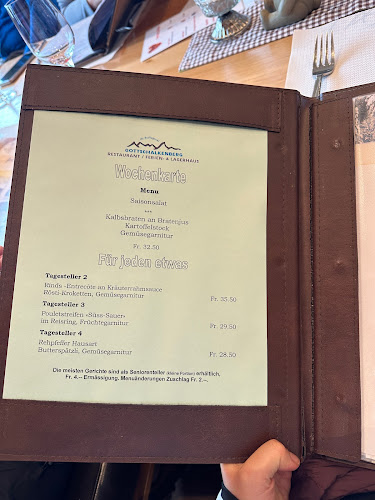 GOTTSCHALKENBERG
RESTAURANT / FERIEN- & LAGERHAUS
Wochenkarte
Menu
Saisonsalat
***
Kalbsbraten an Bratenjus
Kartoffelstock
Gemüsegarnitur
Fr. 32.50
Für jeden etwas
Tagesteller 2
Rinds -Entrecote an Kräuterrahmsauce
Rösti-Kroketten, Gemüsegarnitur Fr. 35.50
Tagesteller 3
Pouletstreifen «Süss-Sauer»
im Reisring, Früchtegarnitur Fr. 29.50
Tagesteller 4
Rehpfeffer Hausart
Butterspätzli, Gemüsegarnitur Fr. 28.50
Die meisten Gerichte sind als Seniorenteller (kleine Portion) erhältlich.
Fr. 4.-- Ermässigung. Menuänderungen Zuschlag Fr. 2.--.